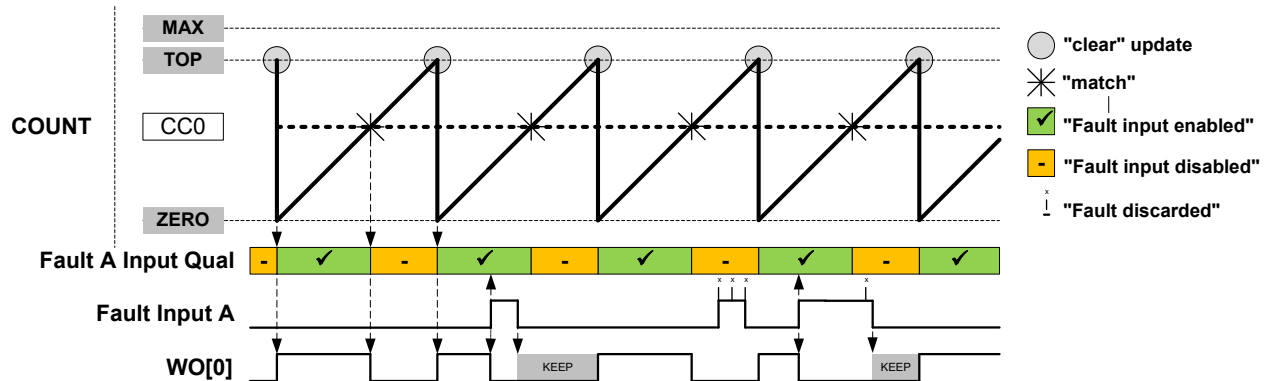 MAX
TOP
COUNT
CC0
ZERO
"clear" update
"match"
"Fault input enabled"
"Fault input disabled"
"Fault discarded"
Fault A Input Qual
- ✓ - ✓ - ✓ - ✓ - ✓
x x x x
Fault Input A
WO[0]
KEEP KEEP